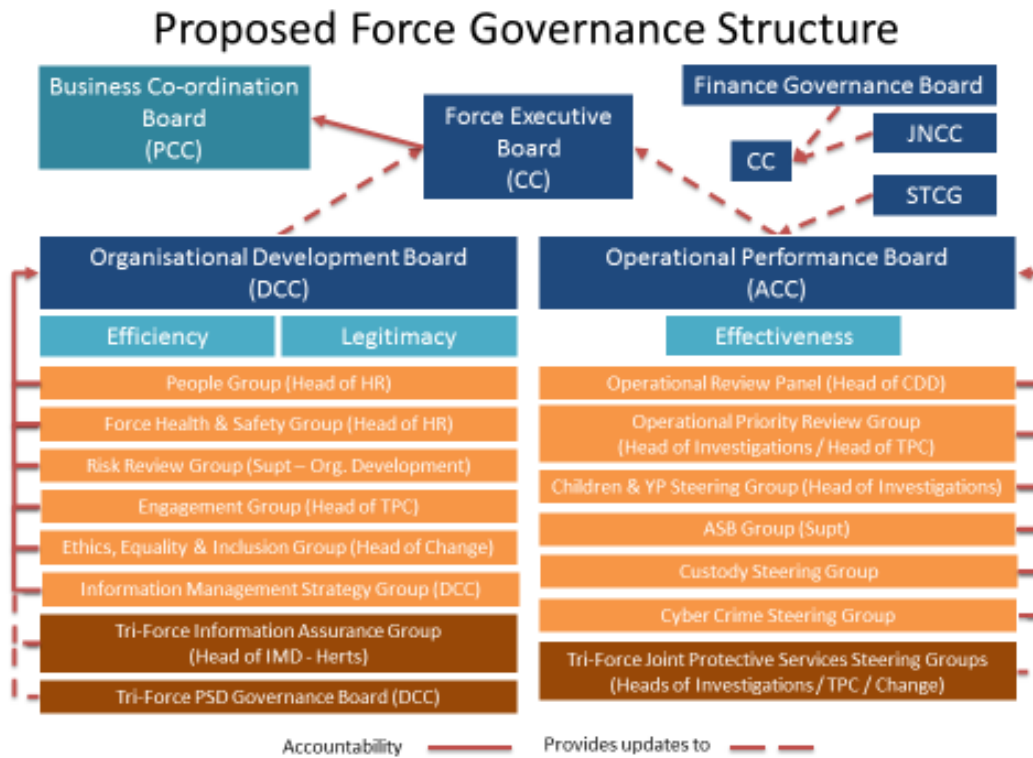 Proposed Force Governance Structure
Business Co-ordination
Board
(PCC)
Force Executive
Board
(CC)
Finance Governance Board
JNCC
CC
STCG
Organisational Development Board
(DCC)
Efficiency
Legitimacy
People Group (Head of HR)
Force Health & Safety Group (Head of HR)
Risk Review Group (Supt – Org. Development)
Engagement Group (Head of TPC)
Ethics, Equality & Inclusion Group (Head of Change)
Information Management Strategy Group (DCC)
Tri-Force Information Assurance Group
(Head of IMD - Herts)
Tri-Force PSD Governance Board (DCC)
Operational Performance Board
(ACC)
Effectiveness
Operational Review Panel (Head of CDD)
Operational Priority Review Group
(Head of Investigations / Head of TPC)
Children & YP Steering Group (Head of Investigations)
ASB Group (Supt)
Custody Steering Group
Cyber Crime Steering Group
Tri-Force Joint Protective Services Steering Groups
(Heads of Investigations / TPC / Change)
Accountability
Provides updates to